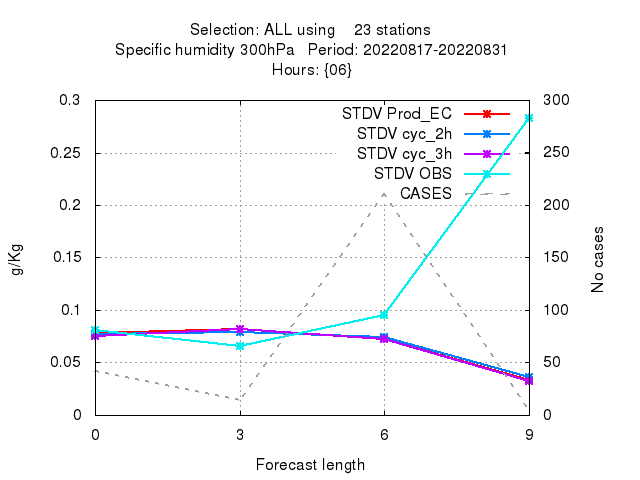 Selection: ALL using 23 stations
Specific humidity 300hPa Period: 20220817-20220831
Hours: {06}
0.3 300
STDV Prod_EC
STDV cyc_2h
0.25 STDV cyc_3h 250
STDV OBS
CASES
0.2 200
0.15 150
g/Kg No cases
0.1 100
0.05 50
0 0
0 3 6 9
Forecast length